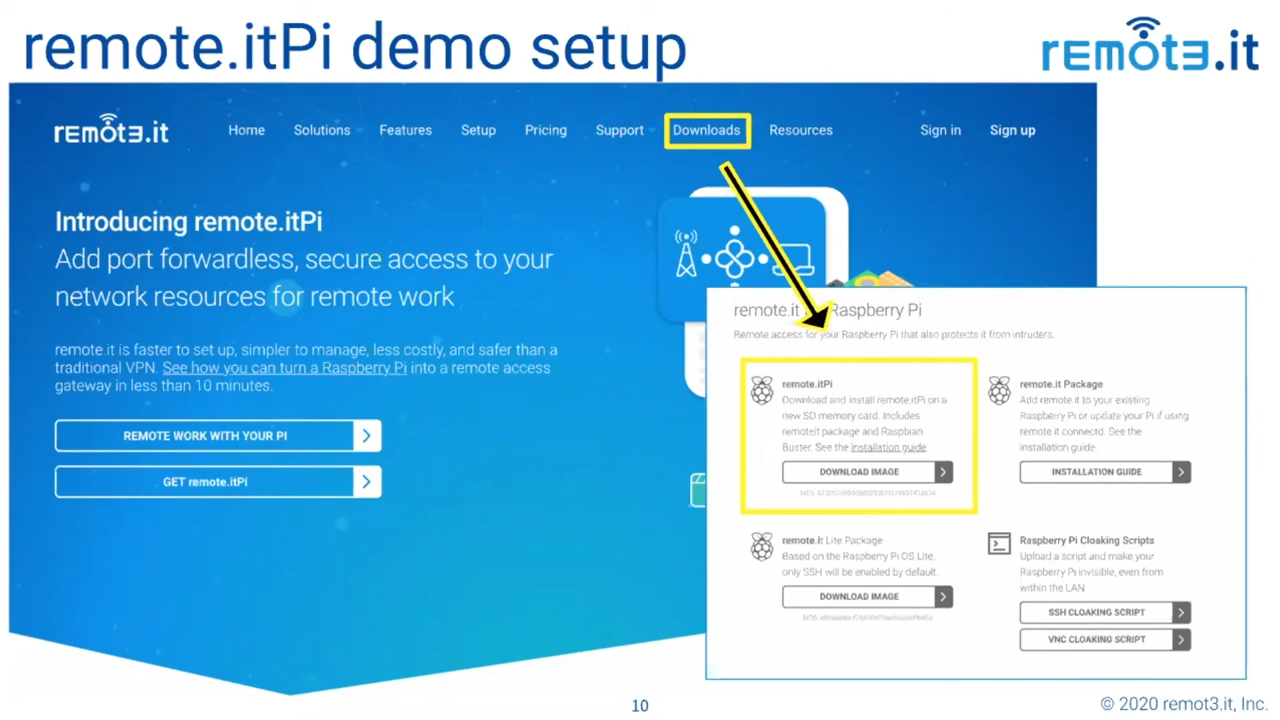 remote.itPi demo setup
remot3.it
remot3.it
Home Solutions Features Setup Pricing Support Downloads Resources Sign in Sign up
Introducing remote.itPi
Add port forwardless, secure access to your
network resources for remote work
remote.it is faster to set up, simpler to manage, less costly, and safer than a
traditional VPN. See how you can turn a Raspberry Pi into a remote access
gateway in less than 10 minutes.
REMOTE WORK WITH YOUR PI
GET remote.itPi
remote.it Raspberry Pi
Remote access for your Raspberry Pi that also protects it from intruders.
remote.itPi
Download and install remote.itPi on a
new SD memory card. Includes
remoteit package and Raspbian
Buster. See the installation guide
DOWNLOAD IMAGE
remote.it Package
Add remote it to your existing
Raspberry Pi or update your Pi if using
remote it connectd. See the
installation guide.
INSTALLATION GUIDE
remote.it Lite Package
Based on the Raspberry Pi OS Lite,
only SSH will be enabled by default.
DOWNLOAD IMAGE
Raspberry Pi Cloaking Scripts
Upload a script and make your
Raspberry Pi invisible, even from
within the LAN
SSH CLOAKING SCRIPT
VNC CLOAKING SCRIPT
10
© 2020 remot3.it, Inc.